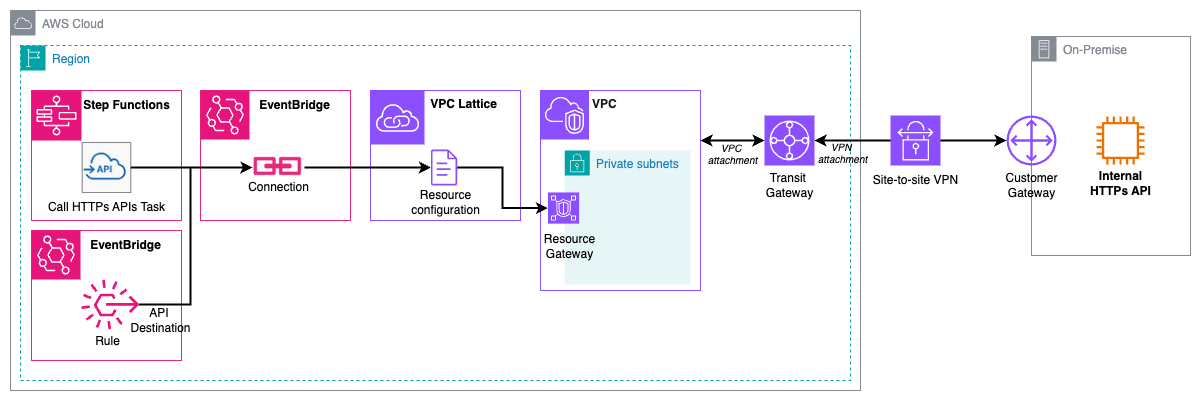 AWS Cloud
Region
Step Functions
API
Call HTTPs APIs Task
EventBridge
Connection
VPC Lattice
Resource
configuration
VPC
Private subnets
Resource
Gateway
VPC
attachment
Transit
Gateway
VPN
attachment
Site-to-site VPN
On-Premise
Customer
Gateway
Internal
HTTPs API
EventBridge
API
Destination
Rule